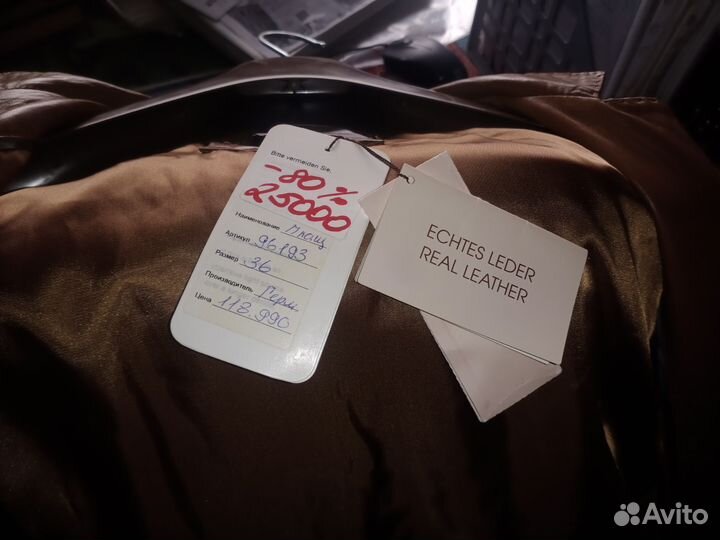 Bitte vermeiden Sie,
-80%
25000
Наименование Плащ
Артикул 96193
Размер 36
Производитель Герм.
Цена 118.990
ECHTES LEDER
REAL LEATHER
Avito